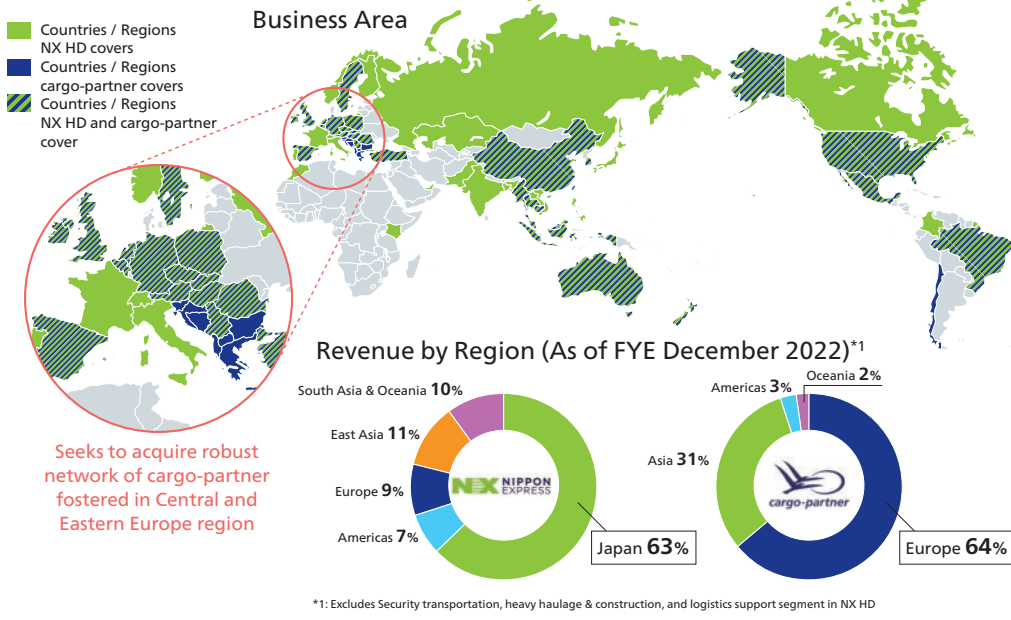 Business Area
Countries / Regions
NX HD covers
Countries / Regions
cargo-partner covers
Countries / Regions
NX HD and cargo-partner
cover
Seeks to acquire robust
network of cargo-partner
fostered in Central and
Eastern Europe region
Revenue by Region (As of FYE December 2022)*1
South Asia & Oceania 10%
East Asia 11%
Europe 9%
Americas 7%
NX NIPPON
EXPRESS
Japan 63%
Oceania 2%
Americas 3%
Asia 31%
cargo-partner
Europe 64%
*1: Excludes Security transportation, heavy haulage & construction, and logistics support segment in NX HD